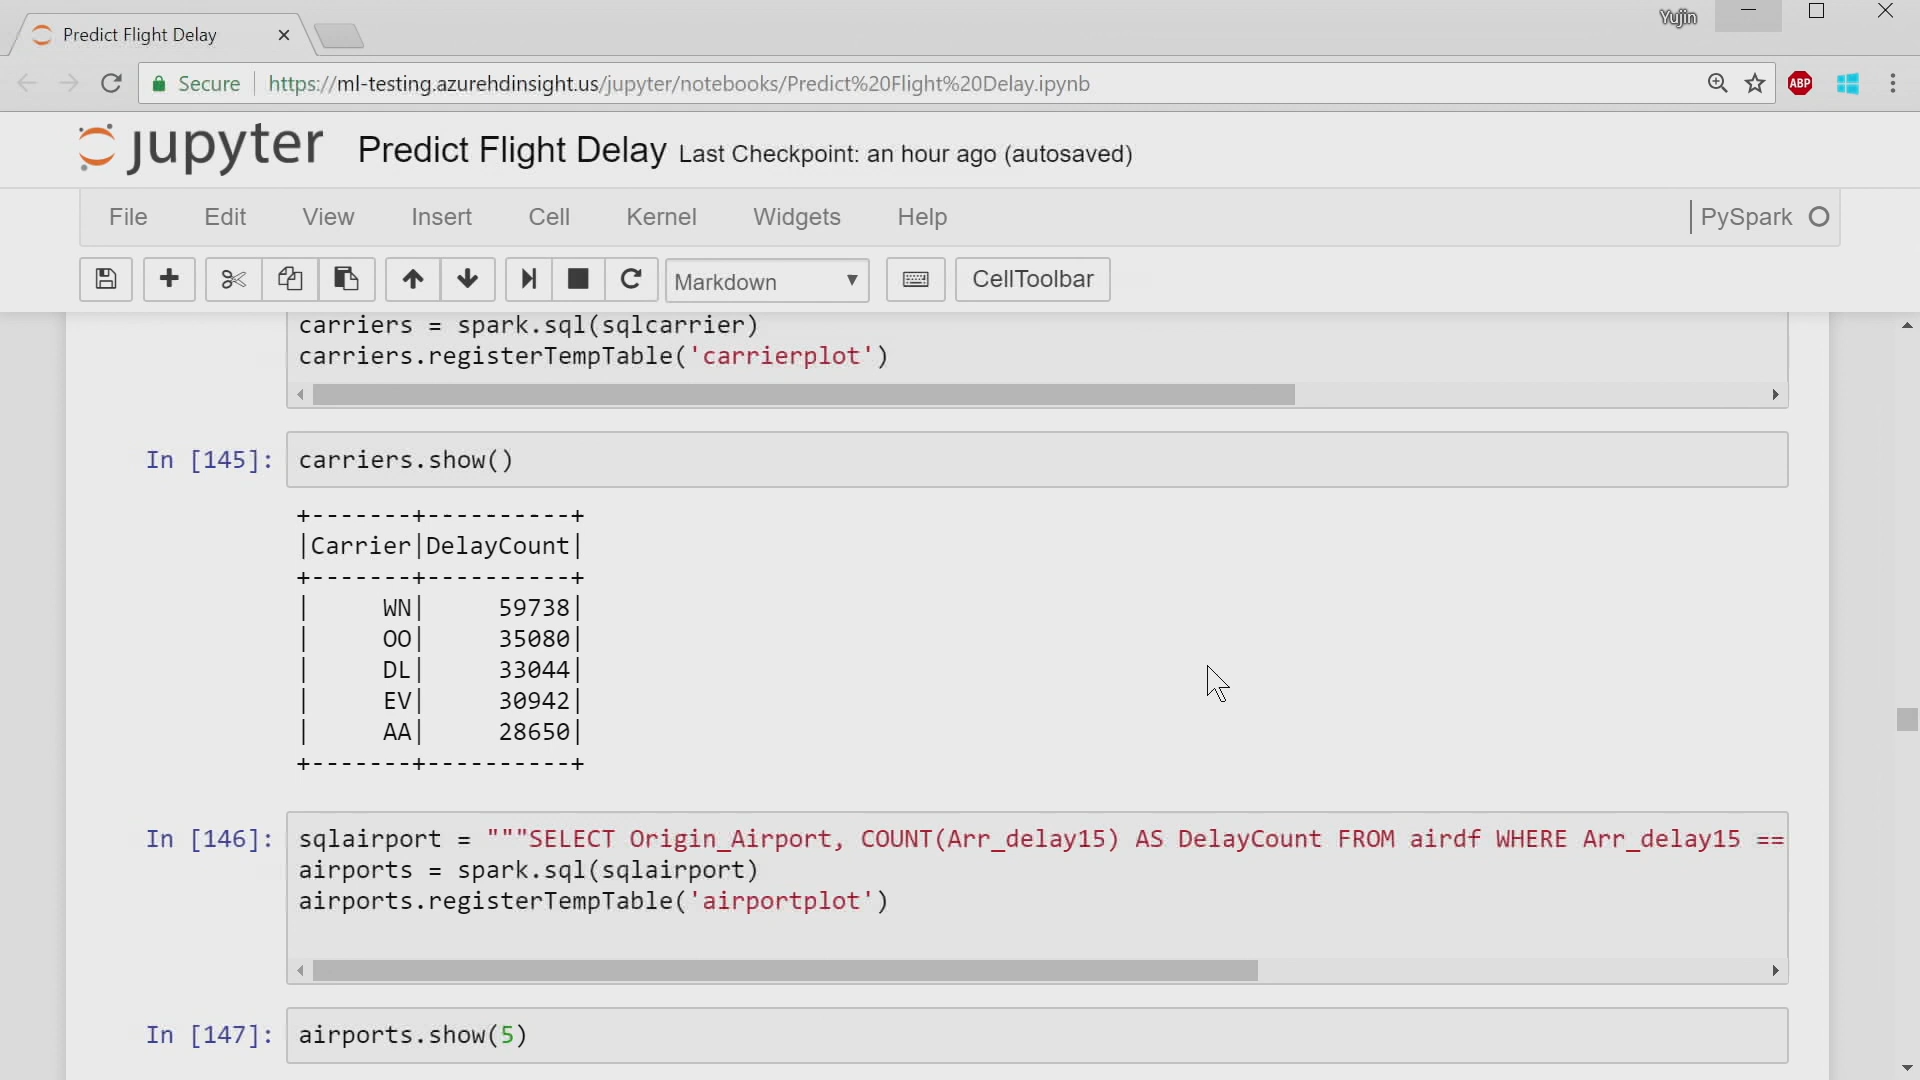 Predict Flight Delay
Yujin
Secure https://ml-testing.azurehdinsight.us/jupyter/notebooks/Predict%20Flight%20Delay.ipynb
ABP
jupyter Predict Flight Delay Last Checkpoint: an hour ago (autosaved)
File Edit View Insert Cell Kernel Widgets Help PySpark
Markdown CellToolbar
carriers = spark.sql(sqlcarrier)
carriers.registerTempTable('carrierplot')
In [145]: carriers.show()
+-------+----------+
|Carrier|DelayCount|
+-------+----------+
|     WN|     59738|
|     OO|     35080|
|     DL|     33044|
|     EV|     30942|
|     AA|     28650|
+-------+----------+
In [146]: sqlairport = """SELECT Origin_Airport, COUNT(Arr_delay15) AS DelayCount FROM airdf WHERE Arr_delay15 ==
airports = spark.sql(sqlairport)
airports.registerTempTable('airportplot')
In [147]: airports.show(5)